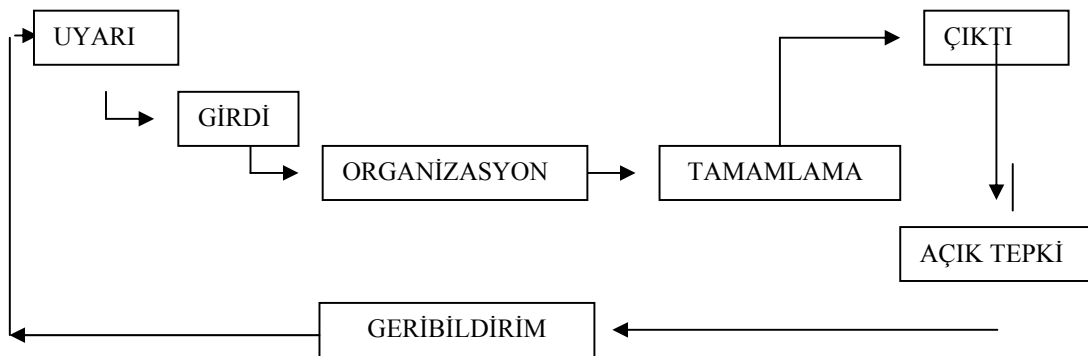 UYARI
GİRDİ
ORGANİZASYON
TAMAMLAMA
ÇIKTI
AÇIK TEPKİ
GERİBİLDİRİM